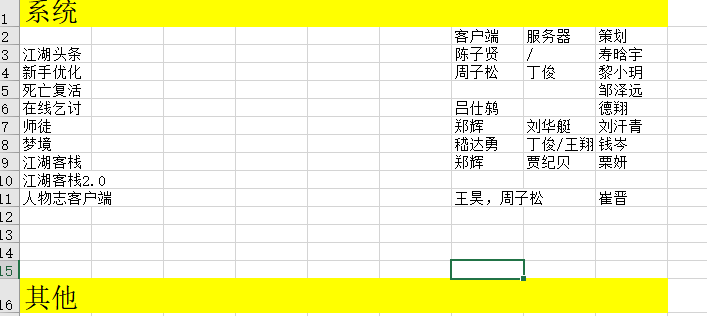 1 系统
2 客户端 服务器 策划
3 江湖头条 陈子贤 / 寿晗宇
4 新手优化 周子松 丁俊 黎小玥
5 死亡复活 邹泽远
6 在线乞讨 吕仕鹓 德翔
7 师徒 郑辉 刘华艇 刘汗青
8 梦境 嵇达勇 丁俊/王翔 钱岑
9 江湖客栈 郑辉 贾纪贝 栗妍
10 江湖客栈2.0
11 人物志客户端 王昊，周子松 崔晋
12
13
14
15
16 其他